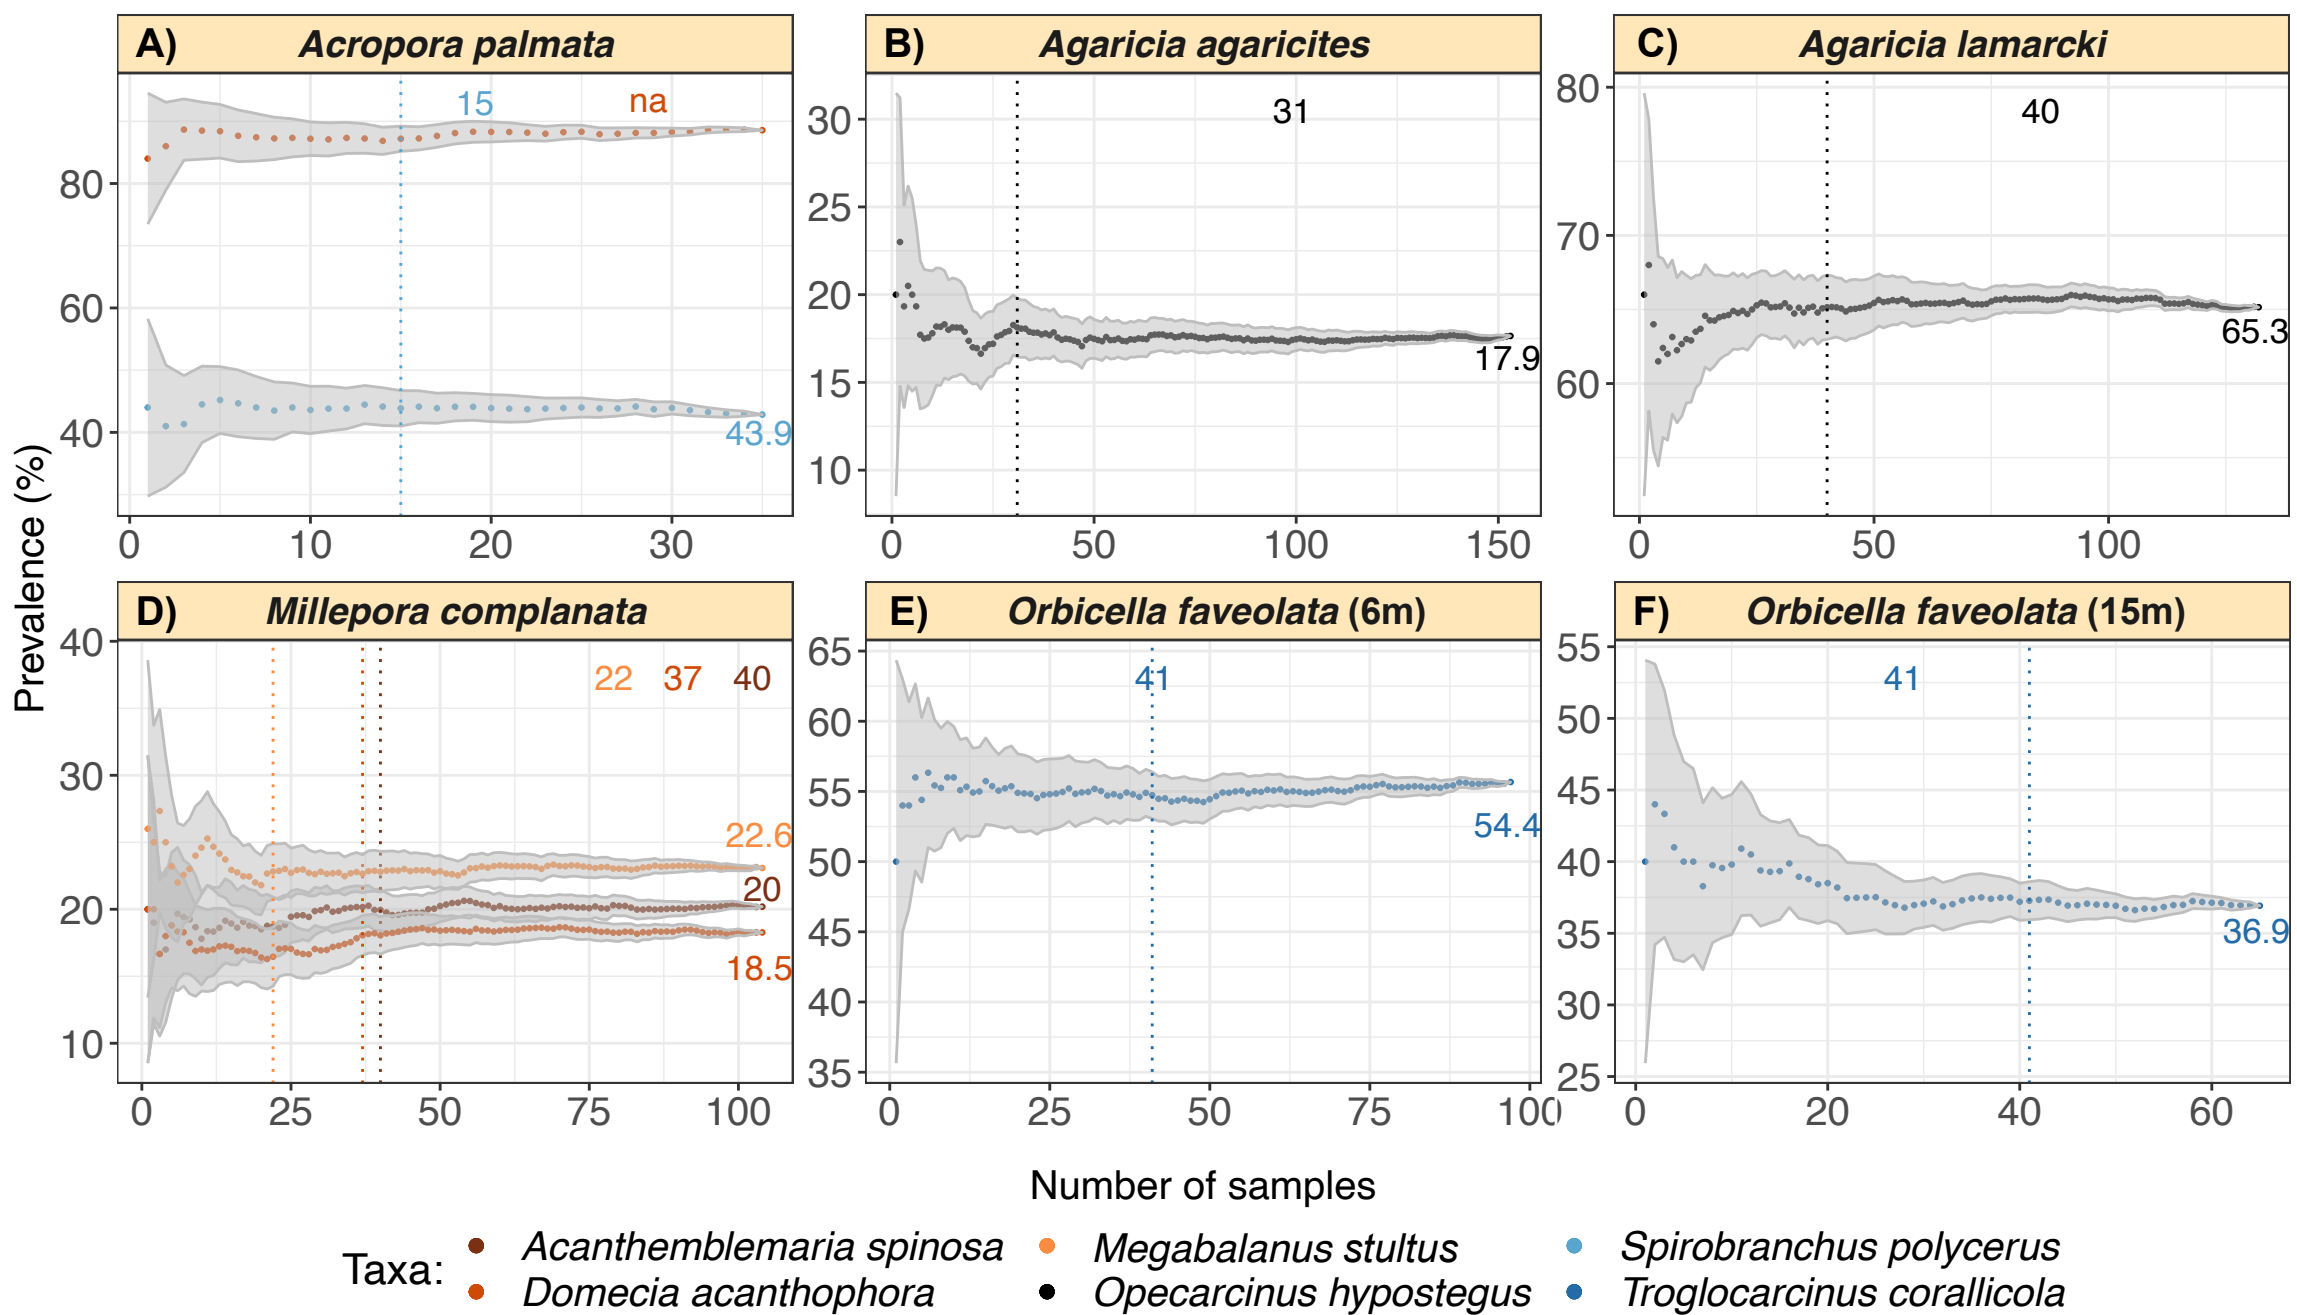 A) Acropora palmata
B) Agaricia agaricites
C) Agaricia lamarcki
15 na
80
60
40
43.9
0 10 20 30
31
30
25
20
15
10
17.9
0 50 100 150
40
80
70
60
65.3
0 50 100
Prevalence (%)
D) Millepora complanata
E) Orbicella faveolata (6m)
F) Orbicella faveolata (15m)
22 37 40
40
30
20
10
22.6
20
18.5
0 25 50 75 100
41
65
60
55
50
45
40
35
54.4
0 25 50 75 100
41
55
50
45
40
35
30
25
36.9
0 20 40 60
Number of samples
Taxa:
Acanthemblemaria spinosa
Megabalanus stultus
Spirobranchus polycerus
Domecia acanthophora
Opecarcinus hypostegus
Troglocarcinus corallicola